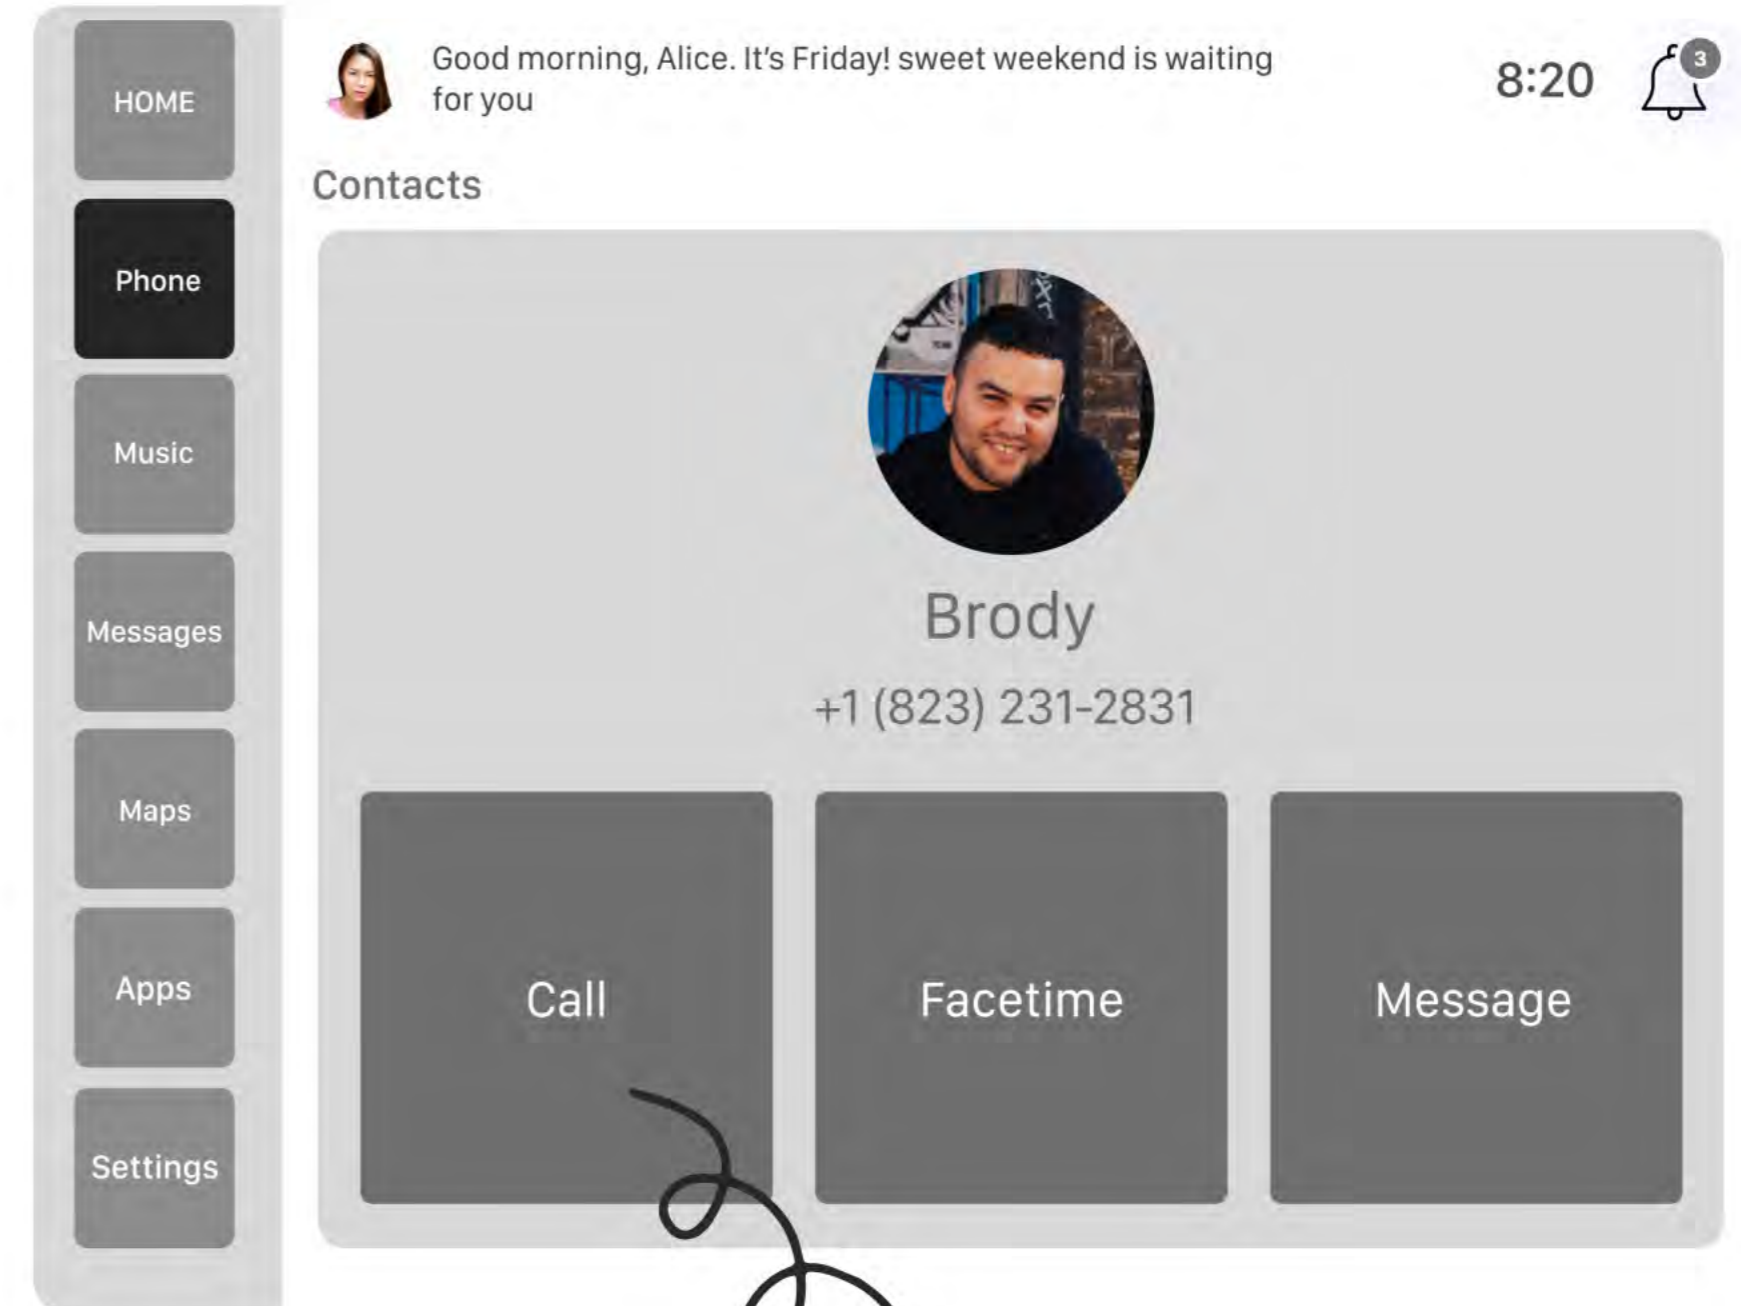 HOME
Phone
Music
Messages
Maps
Apps
Settings
Good morning, Alice. It's Friday! sweet weekend is waiting
for you
8:20
3
Contacts
Brody
+1 (823) 231-2831
Call
Facetime
Message